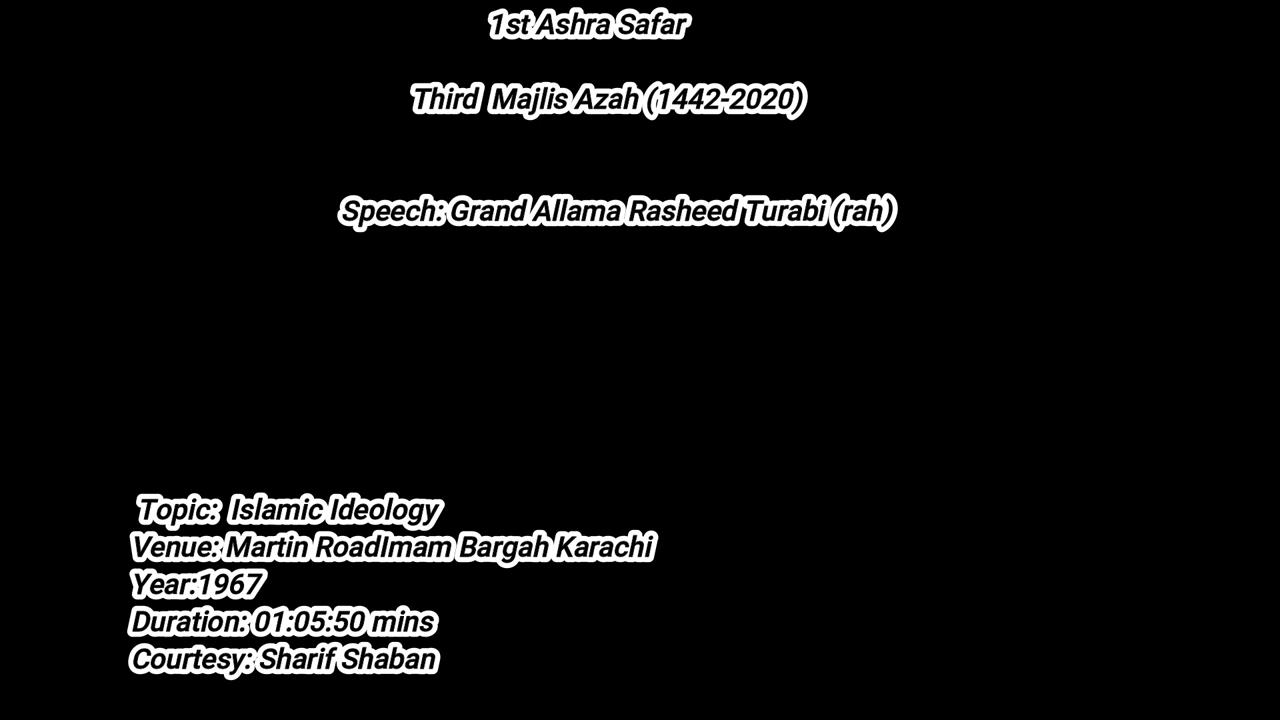 1st Ashra Safar
Third Majlis Azah (1442-2020)
Speech: Grand Allama Rasheed Turabi (rah)
Topic: Islamic Ideology
Venue: Martin RoadImam Bargah Karachi
Year:1967
Duration: 01:05:50 mins
Courtesy: Sharif Shaban